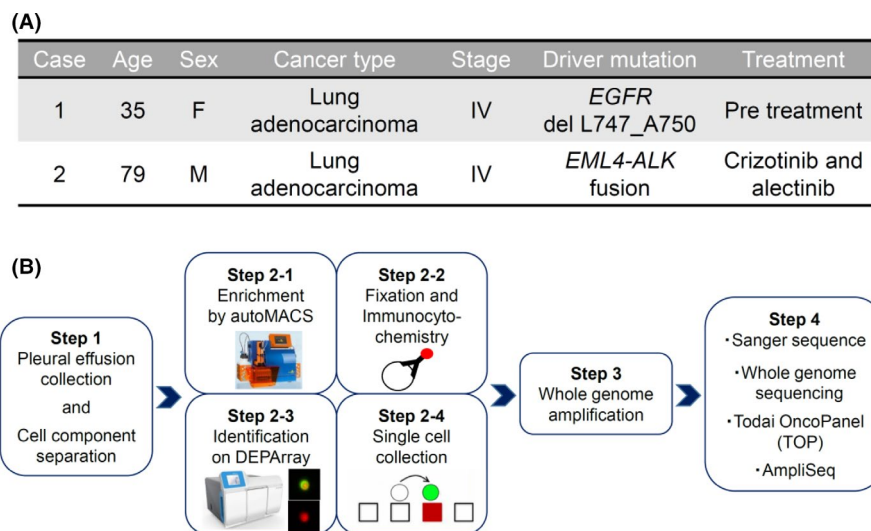 (A)
Case Age Sex Cancer type Stage Driver mutation Treatment
1 35 F Lung adenocarcinoma IV EGFR del L747_A750 Pre treatment
2 79 M Lung adenocarcinoma IV EML4-ALK fusion Crizotinib and alectinib
(B)
Step 1
Pleural effusion
collection
and
Cell component
separation
Step 2-1
Enrichment
by autoMACS
Step 2-2
Fixation and
Immunocyto-
chemistry
Step 2-3
Identification
on DEPArray
Step 2-4
Single cell
collection
Step 3
Whole genome
amplification
Step 4
・Sanger sequence
・Whole genome
sequencing
・Todai OncoPanel
(TOP)
・AmpliSeq